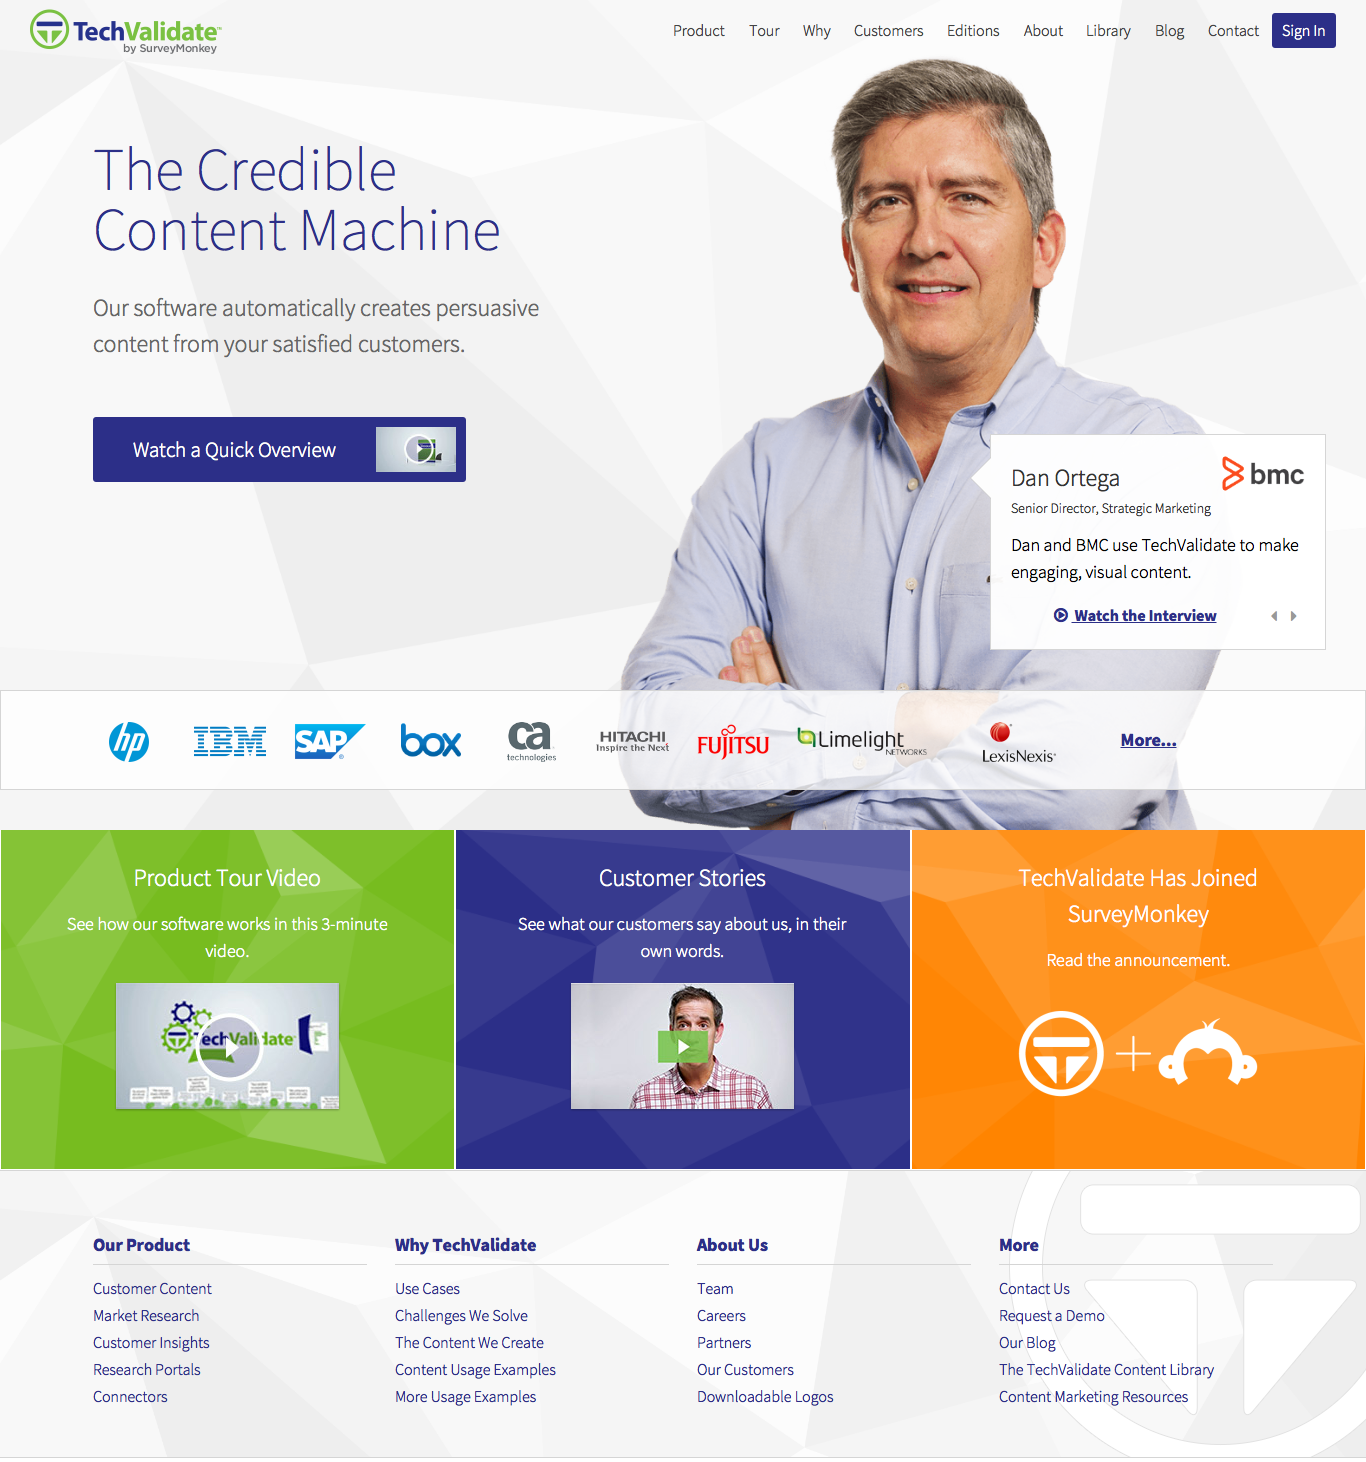 TechValidate
by SurveyMonkey
Product Tour Why Customers Editions About Library Blog Contact Sign In
The Credible
Content Machine
Our software automatically creates persuasive
content from your satisfied customers.
Watch a Quick Overview
Dan Ortega
bmc
Senior Director, Strategic Marketing
Dan and BMC use TechValidate to make
engaging, visual content.
Watch the Interview
hp IBM SAP box ca technologies HITACHI Inspire the Next FUJITSU Limelight NETWORKS LexisNexis More...
Product Tour Video
See how our software works in this 3-minute
video.
TechValidate
Customer Stories
See what our customers say about us, in their
own words.
TechValidate Has Joined
SurveyMonkey
Read the announcement.
Our Product
Customer Content
Market Research
Customer Insights
Research Portals
Connectors
Why TechValidate
Use Cases
Challenges We Solve
The Content We Create
Content Usage Examples
More Usage Examples
About Us
Team
Careers
Partners
Our Customers
Downloadable Logos
More
Contact Us
Request a Demo
Our Blog
The TechValidate Content Library
Content Marketing Resources